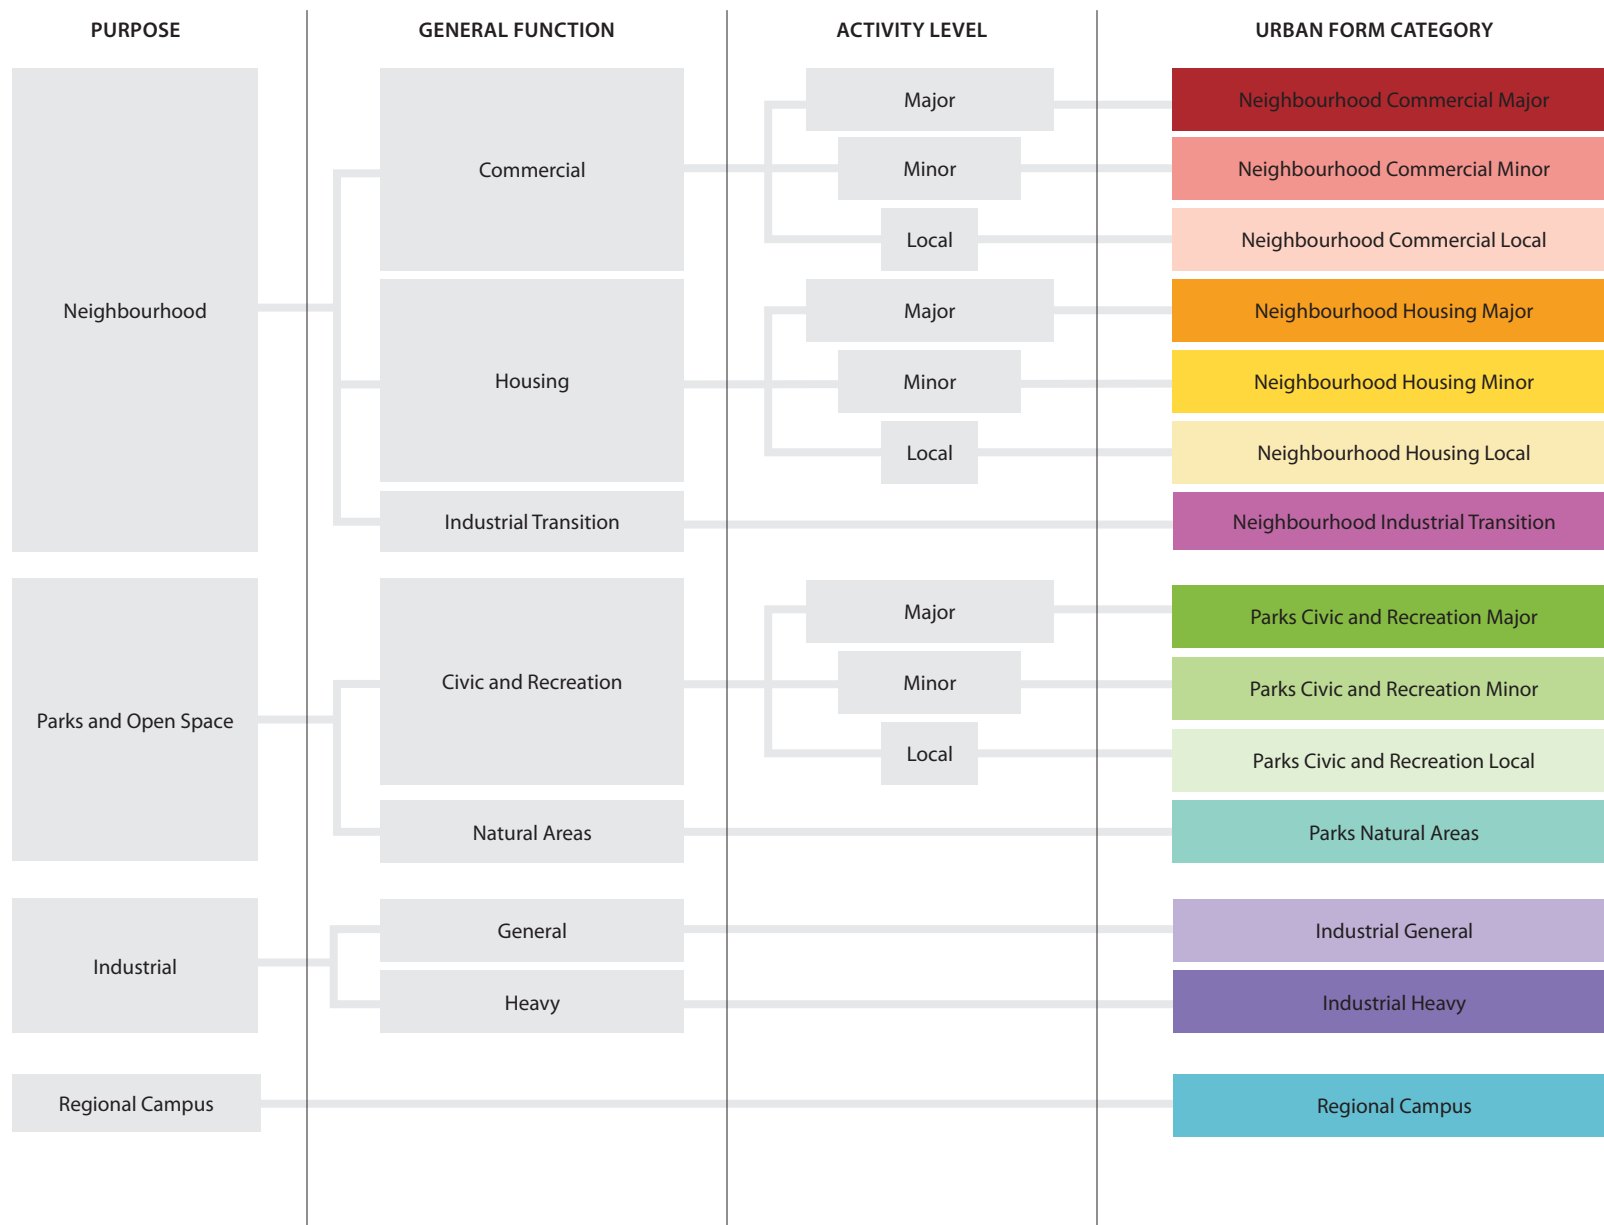 PURPOSE
GENERAL FUNCTION
ACTIVITY LEVEL
URBAN FORM CATEGORY
Neighbourhood
Commercial
Major
Neighbourhood Commercial Major
Minor
Neighbourhood Commercial Minor
Local
Neighbourhood Commercial Local
Housing
Major
Neighbourhood Housing Major
Minor
Neighbourhood Housing Minor
Local
Neighbourhood Housing Local
Industrial Transition
Neighbourhood Industrial Transition
Parks and Open Space
Civic and Recreation
Major
Parks Civic and Recreation Major
Minor
Parks Civic and Recreation Minor
Local
Parks Civic and Recreation Local
Natural Areas
Parks Natural Areas
Industrial
General
Industrial General
Heavy
Industrial Heavy
Regional Campus
Regional Campus